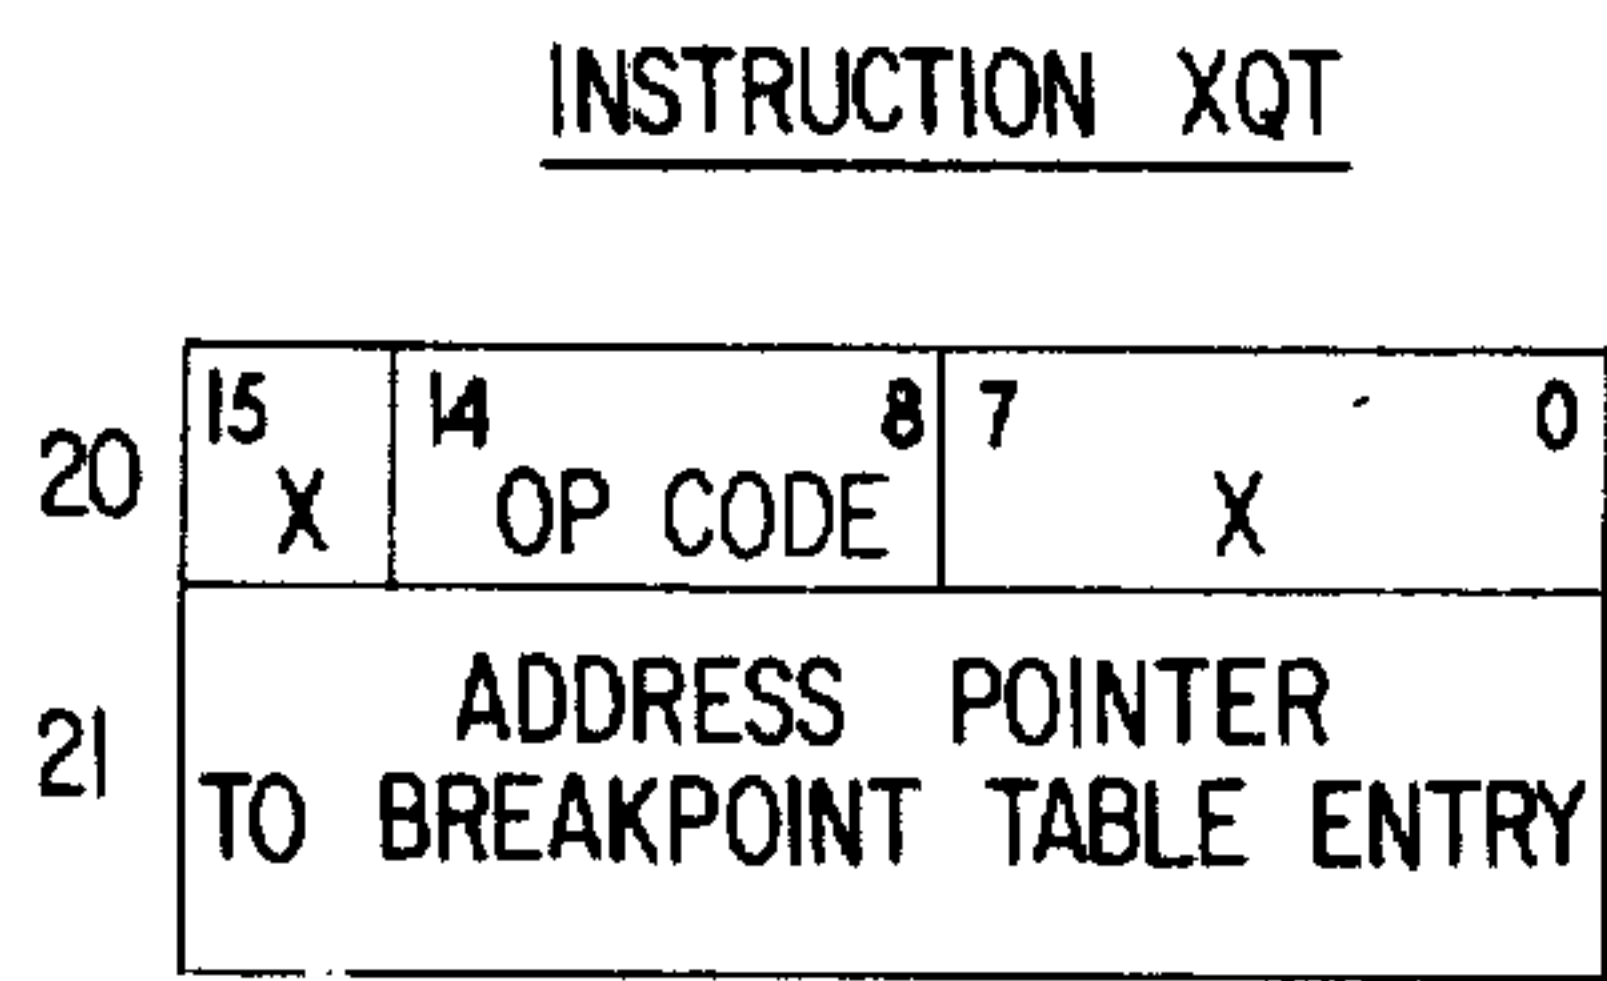 INSTRUCTION XQT
15 14 8 7 0
20 X OP CODE X
21 ADDRESS POINTER
TO BREAKPOINT TABLE ENTRY